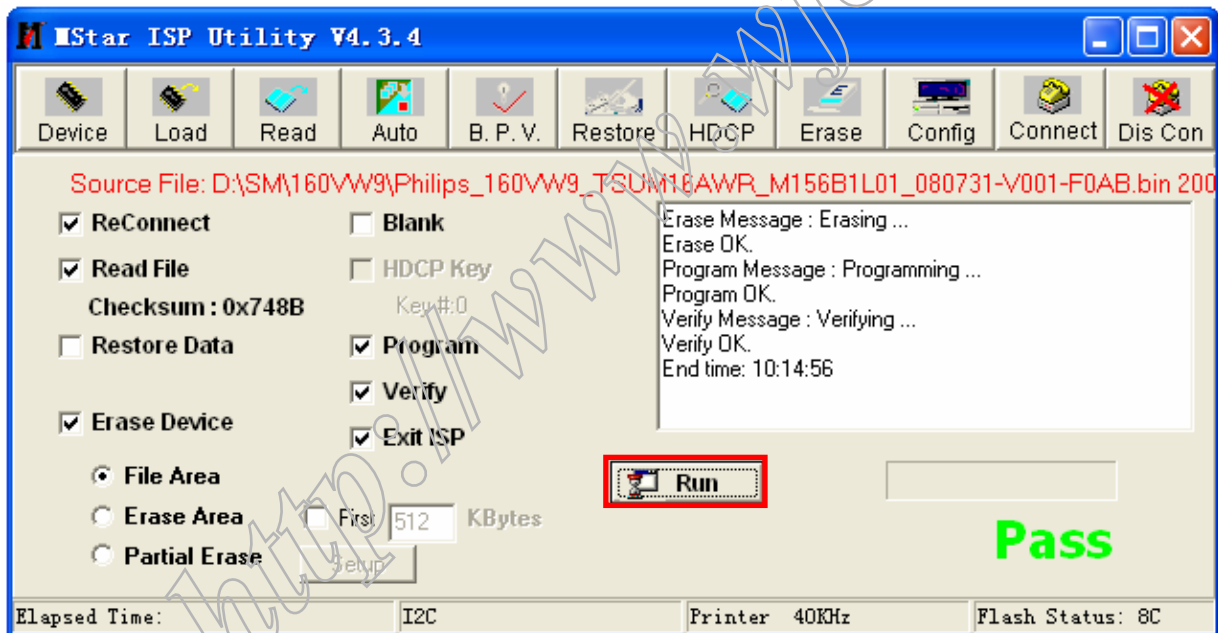 MStar ISP Utility V4.3.4
Device Load Read Auto B.P.V. Restore HDCP Erase Config Connect Dis Con
Source File: D:\SM\160VW9\Philips_160VW9_TSUM16AWR_M156B1L01_080731-V001-F0AB.bin 200
ReConnect
Blank
Read File
HDCP Key
Checksum : 0x748B
Key#:0
Restore Data
Program
Verify
Erase Device
Exit ISP
File Area
Erase Area
First 512 KBytes
Partial Erase
Setup
Erase Message : Erasing ...
Erase OK.
Program Message : Programming ...
Program OK.
Verify Message : Verifying ...
Verify OK.
End time: 10:14:56
Run
Pass
Elapsed Time: I2C Printer 40KHz Flash Status: 8C
http://www.wj